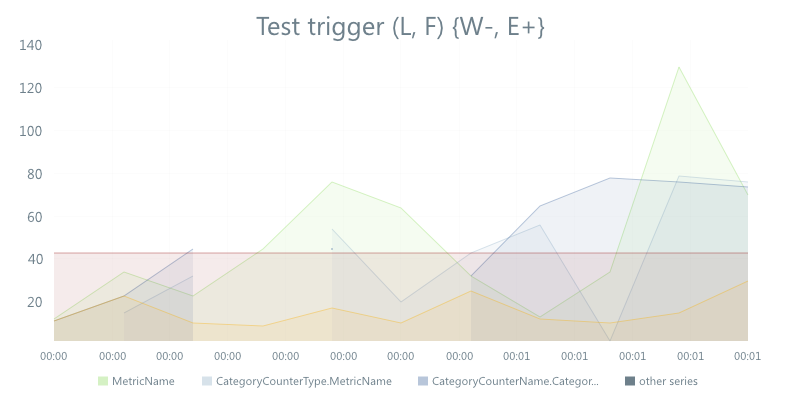 Test trigger (L, F) {W-, E+}
140
120
100
80
60
40
20
00:00 00:00 00:00 00:00 00:00 00:00 00:00 00:00 00:01 00:01 00:01 00:01 00:01
MetricName CategoryCounterType.MetricName CategoryCounterName.Categor... other series